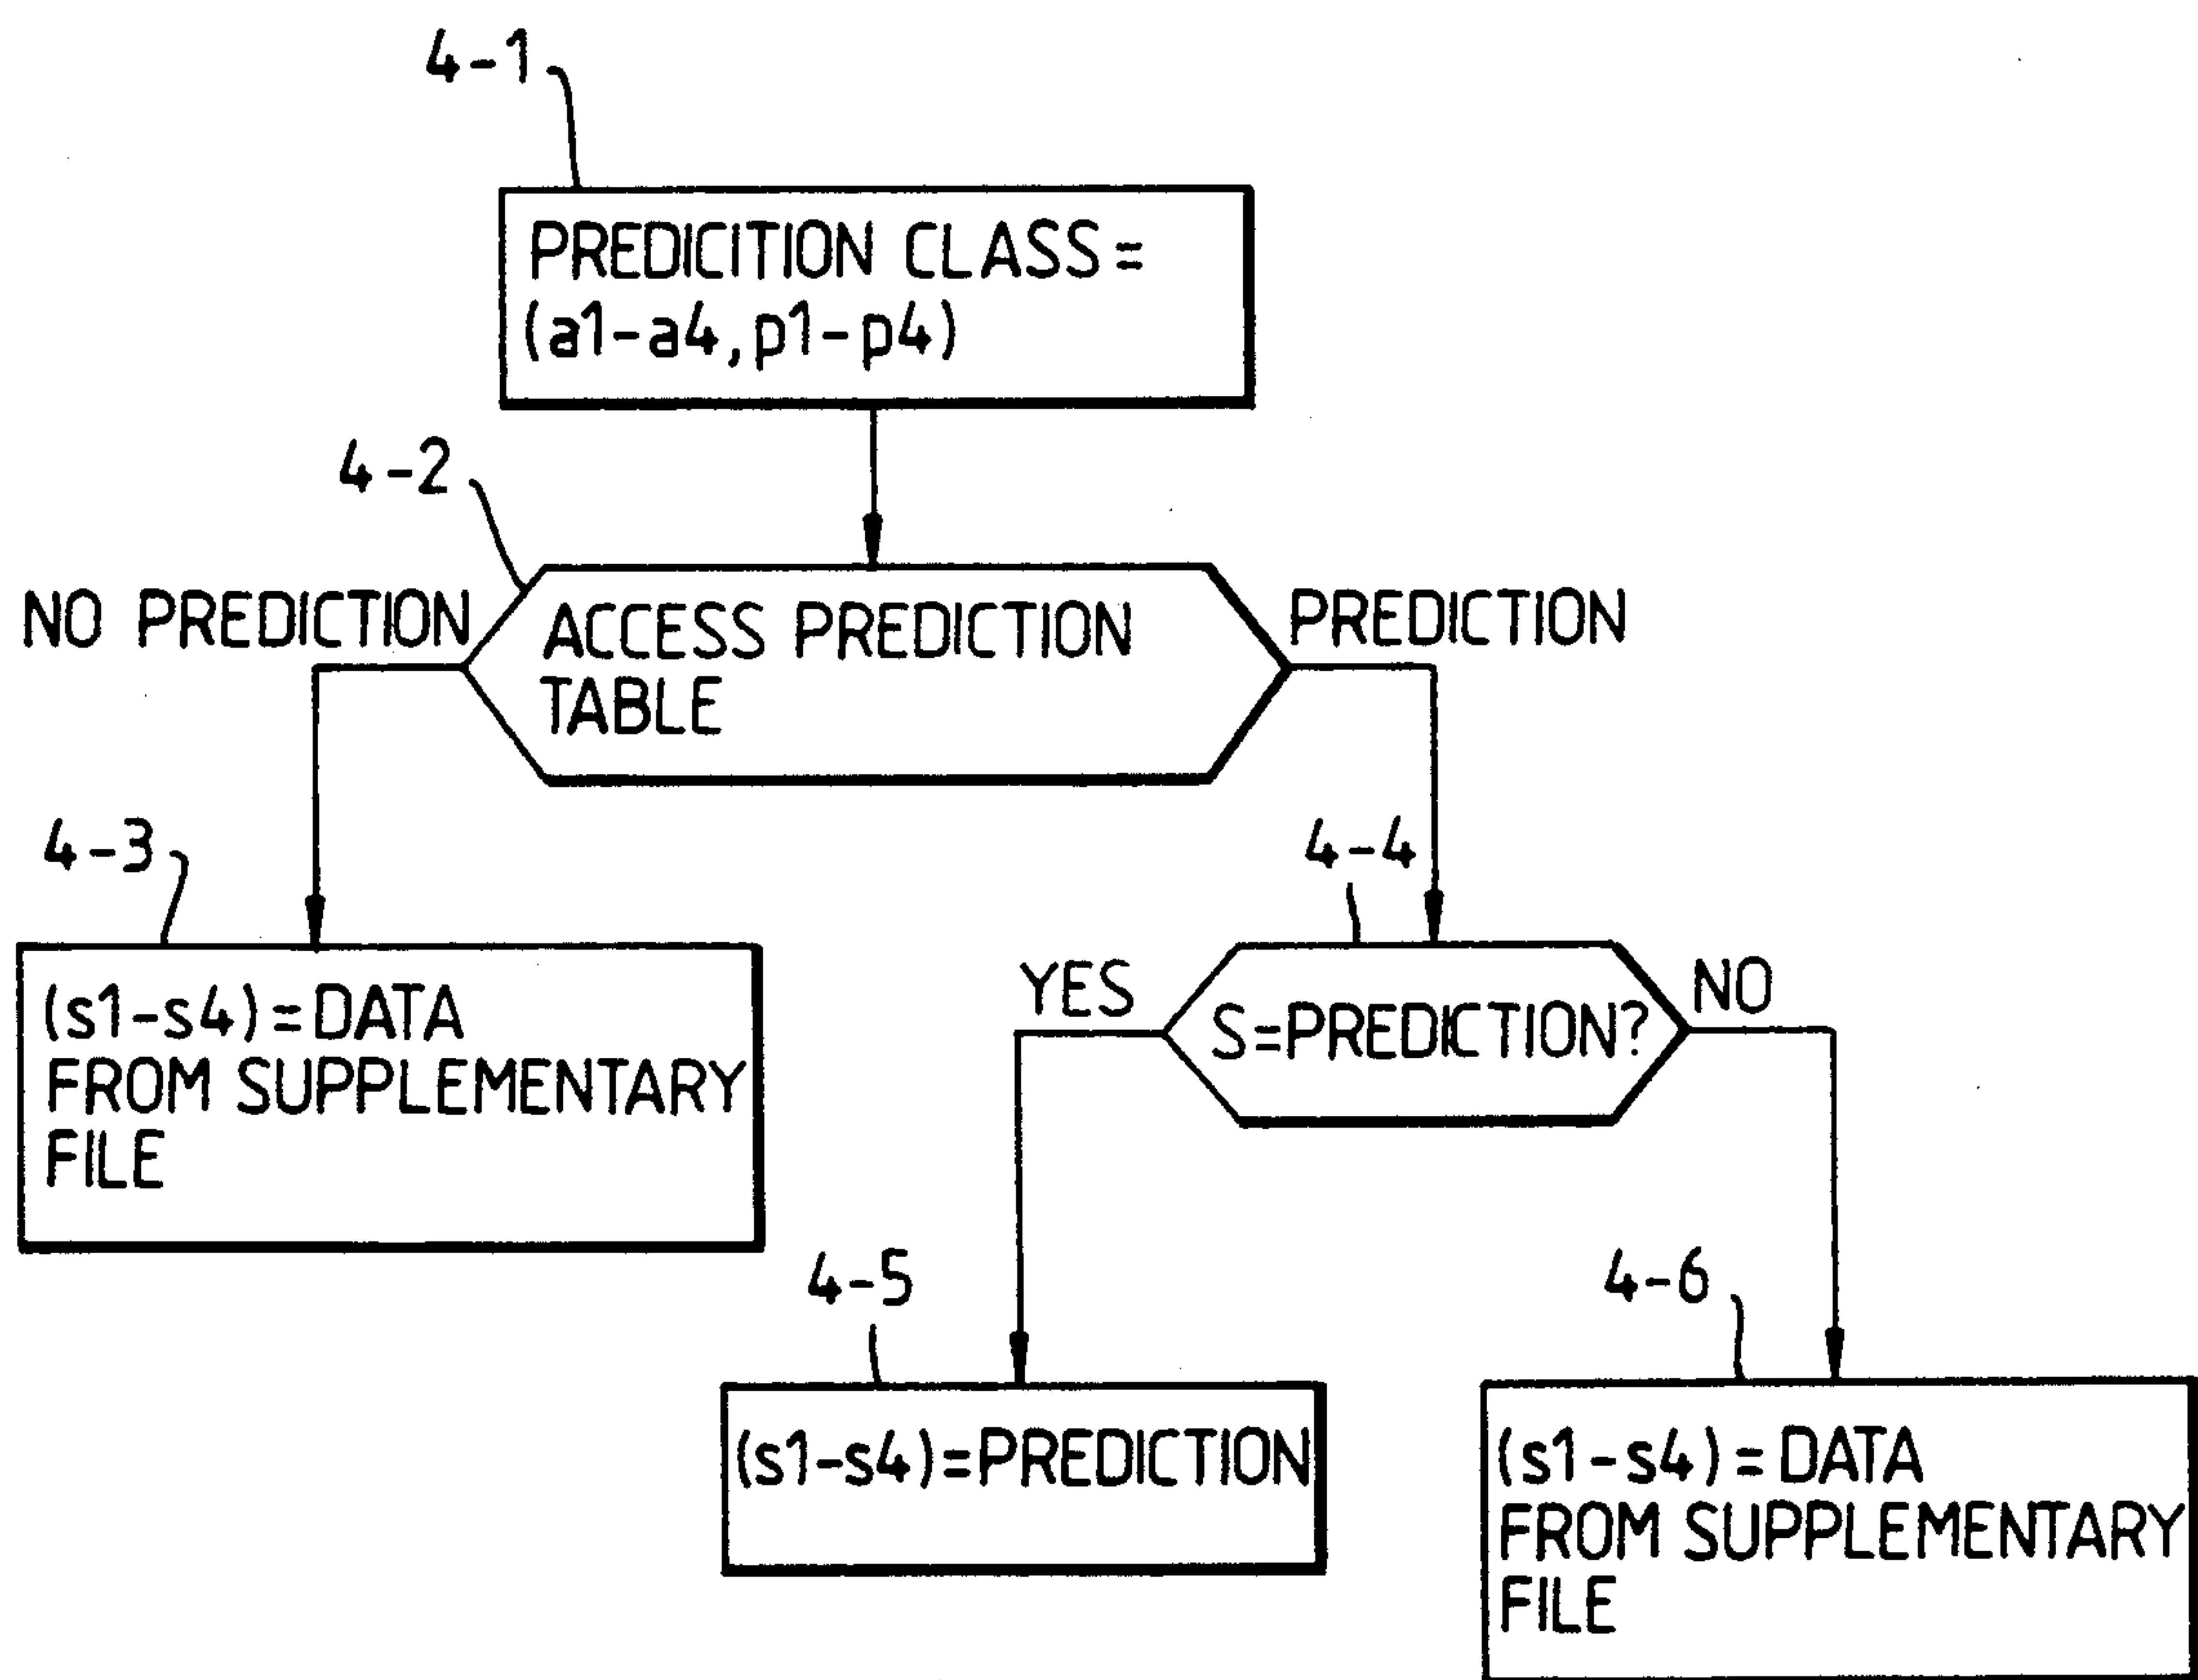 4-1
PREDICITION CLASS=
(a1-a4,p1-p4)
4-2
NO PREDICTION
ACCESS PREDICTION
TABLE
PREDICTION
4-3
(s1-s4)=DATA
FROM SUPPLEMENTARY
FILE
4-4
YES
S=PREDICTION?
NO
4-5
(s1-s4)=PREDICTION
4-6
(s1-s4)=DATA
FROM SUPPLEMENTARY
FILE